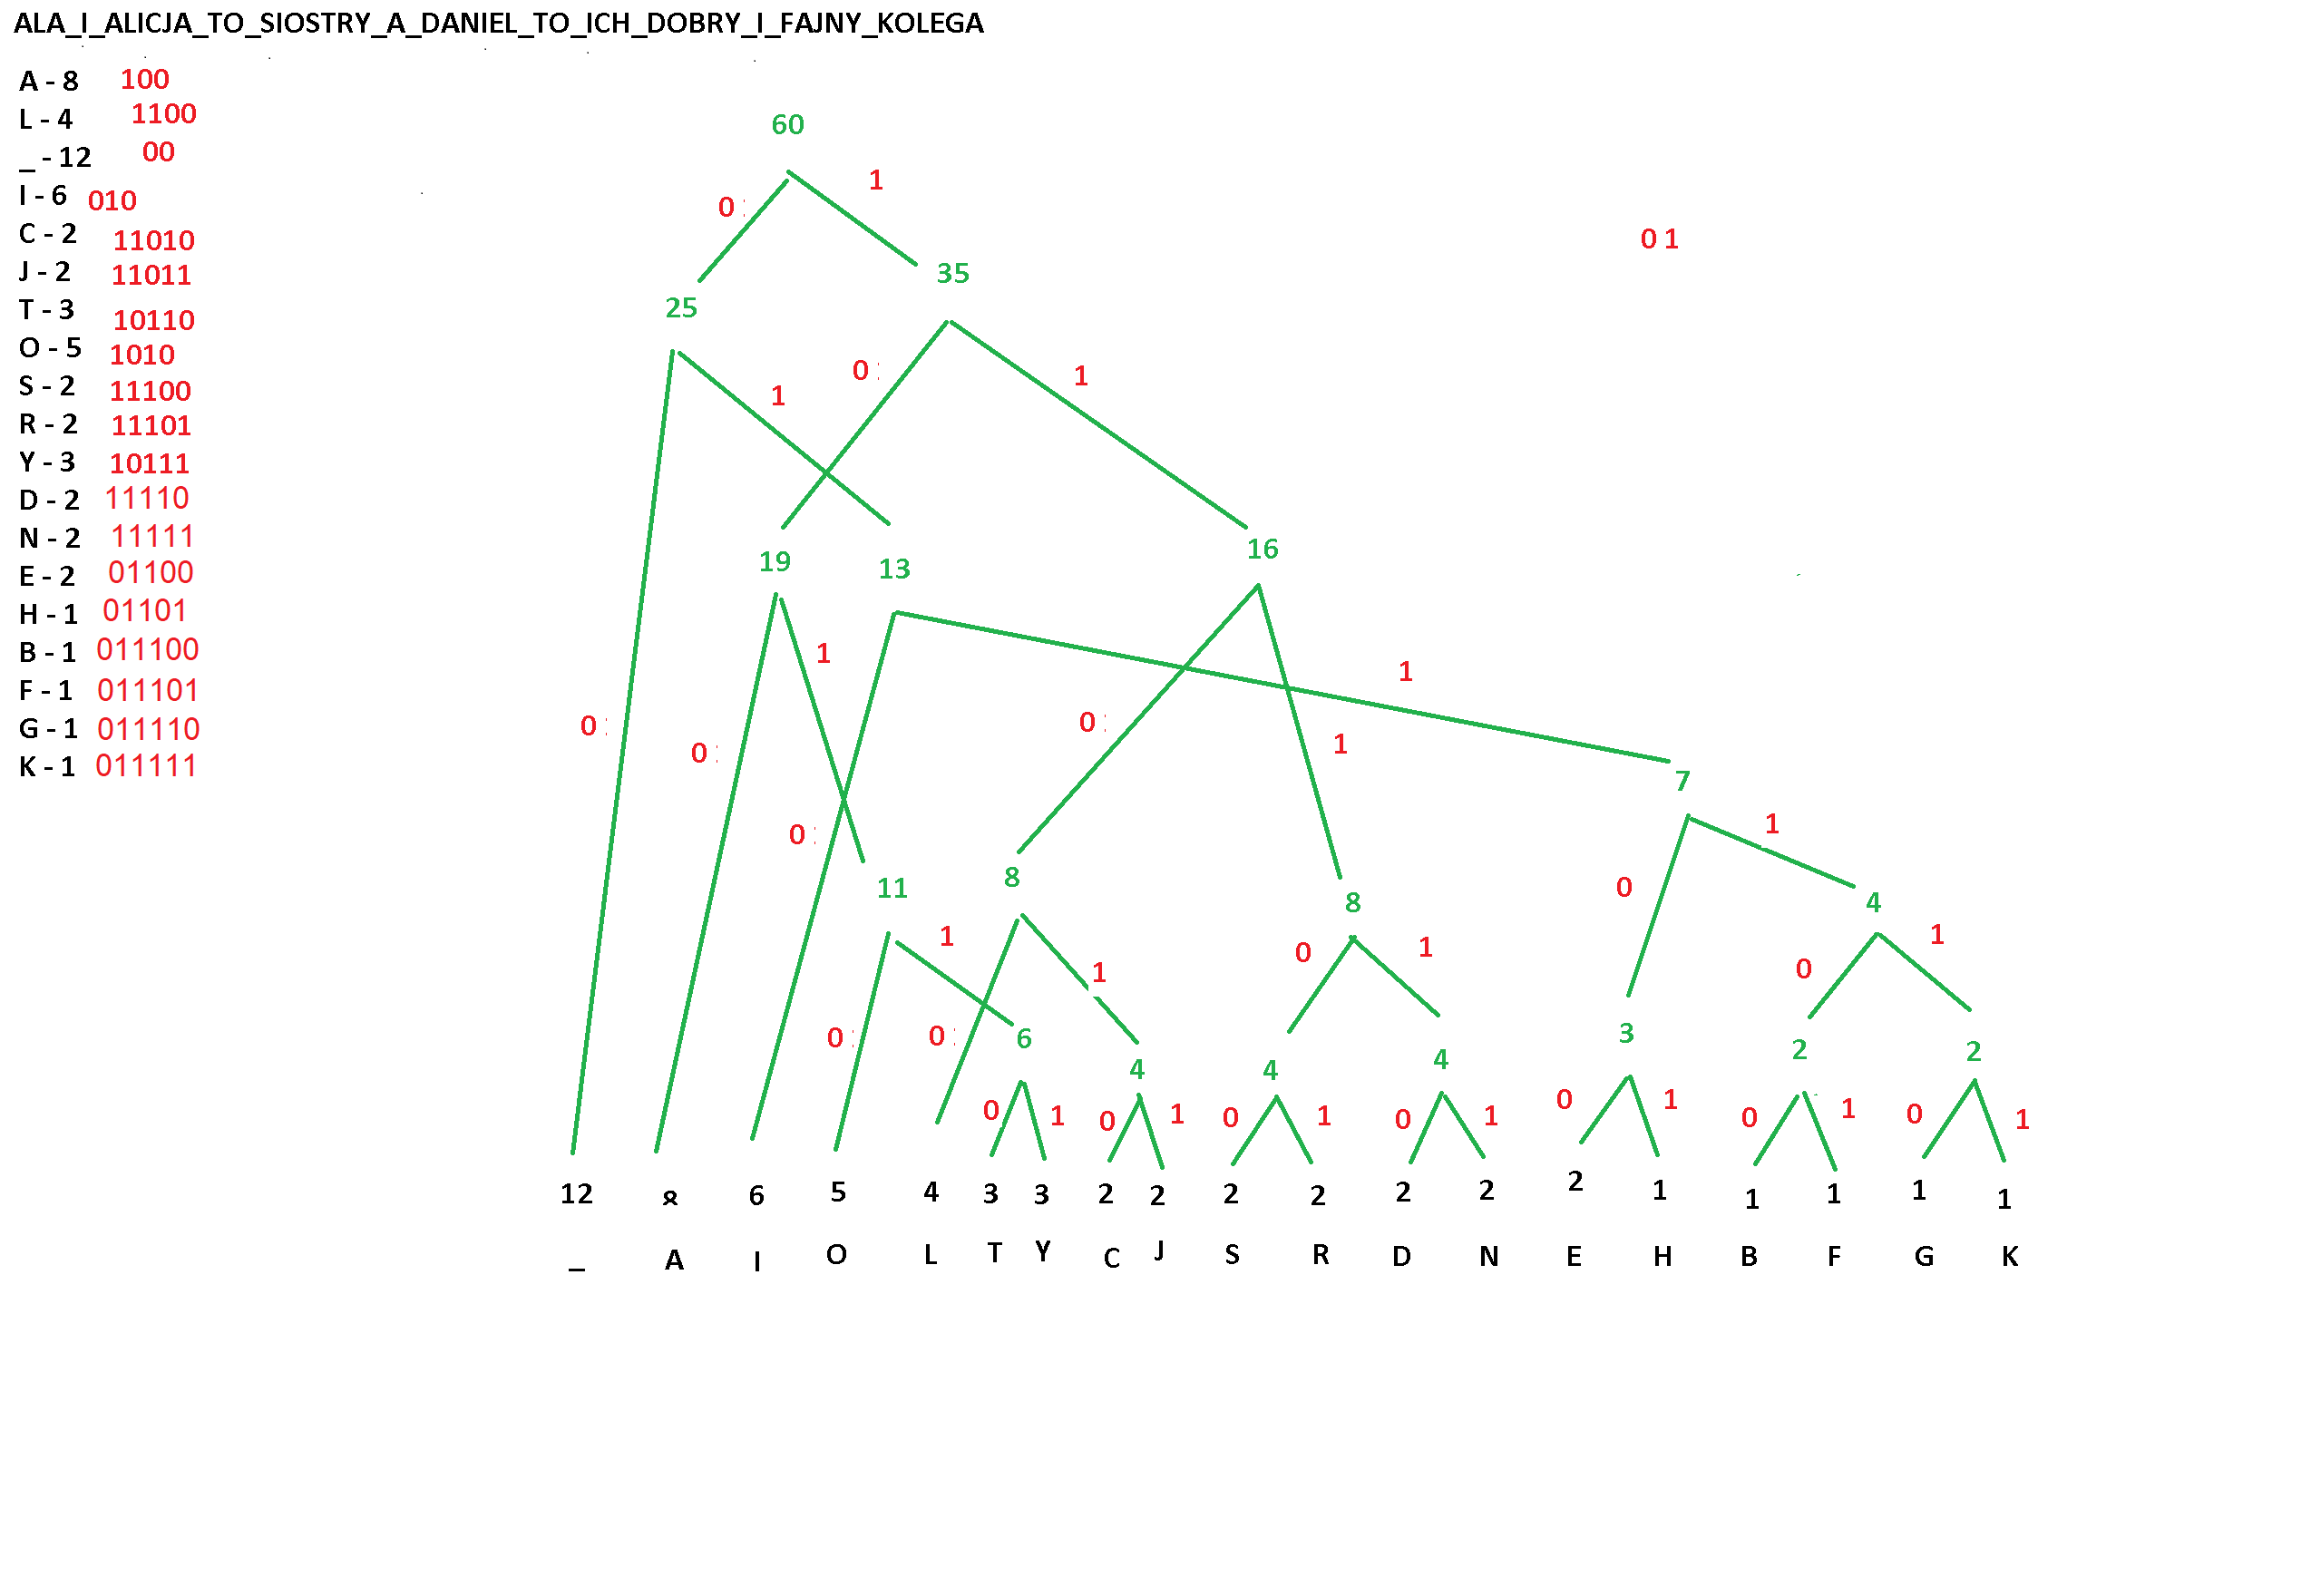 ALA_I_ALICJA_TO_SIOSTRY_A_DANIEL_TO_ICH_DOBRY_I_FAJNY_KOLEGA
A - 8 100
L - 4 1100
_ - 12 00
I - 6 010
C - 2 11010
J - 2 11011
T - 3 10110
O - 5 1010
S - 2 11100
R - 2 11101
Y - 3 10111
D - 2 11110
N - 2 11111
E - 2 01100
H - 1 01101
B - 1 011100
F - 1 011101
G - 1 011110
K - 1 011111
60
0 1
0 1
25 35
0 1 1
19 13 16
1 1
0 0 0 1
7
0 1
11 8 8 0 4
1 0 1 1 0 1
0 0 6 4 4 4 3 2 2
0 1 0 1 0 1 0 1 0 1 0 1 0 1
12 8 6 5 4 3 3 2 2 2 2 2 2 2 1 1 1 1 1
_ A I O L T Y C J S R D N E H B F G K